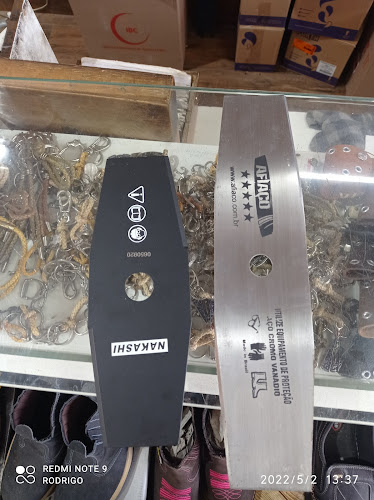 AFIAÇO
www.afiaco.com.br
UTILIZE EQUIPAMENTO DE PROTEÇÃO
AÇO CROMO VANADIO
Made in Brazil
NAKASHI
REDMI NOTE 9
RODRIGO
2022/5/2 13:37